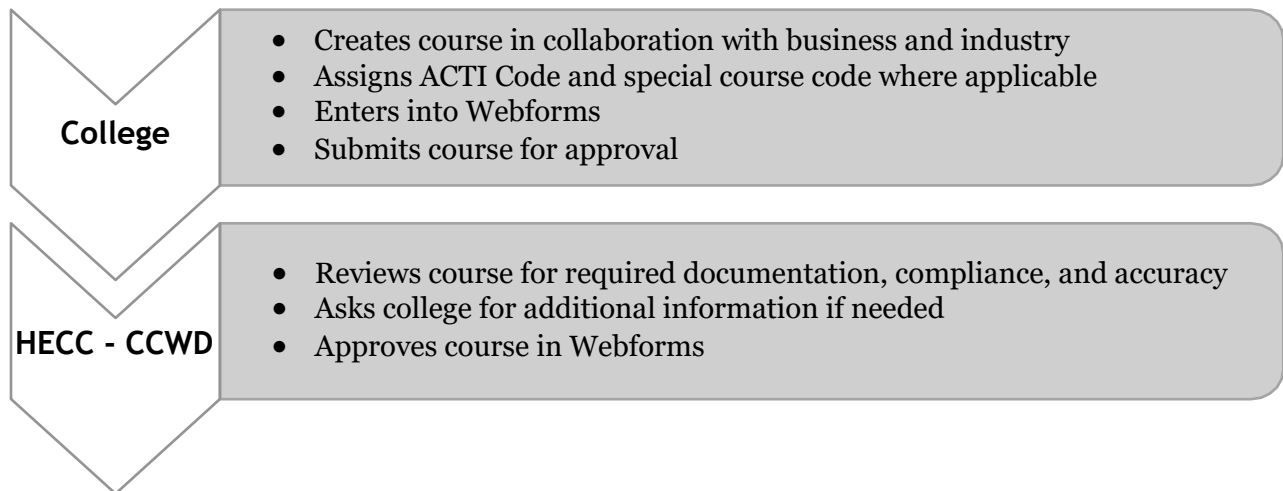 College
• Creates course in collaboration with business and industry
• Assigns ACTI Code and special course code where applicable
• Enters into Webforms
• Submits course for approval
HECC - CCWD
• Reviews course for required documentation, compliance, and accuracy
• Asks college for additional information if needed
• Approves course in Webforms